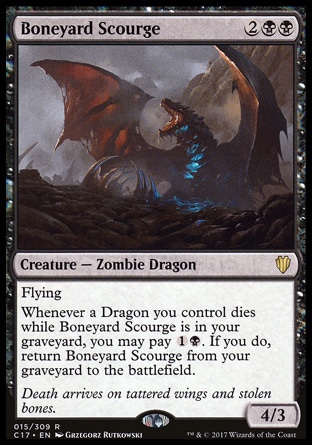 Boneyard Scourge 2
Creature — Zombie Dragon
Flying
Whenever a Dragon you control dies
while Boneyard Scourge is in your
graveyard, you may pay 1. If you do,
return Boneyard Scourge from your
graveyard to the battlefield.
Death arrives on tattered wings and stolen
bones.
4/3
015/309 R
C17 • EN Grzegorz Rutkowski
™ & © 2017 Wizards of the Coast